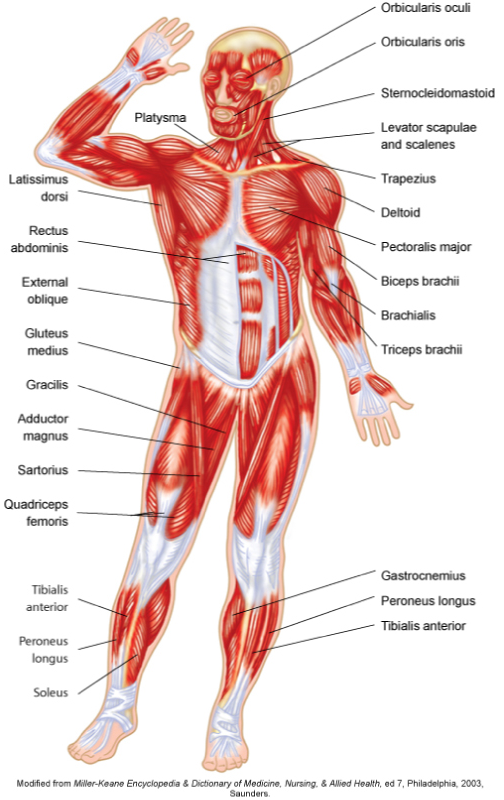 Orbicularis oculi
Orbicularis oris
Sternocleidomastoid
Platysma
Levator scapulae
and scalenes
Latissimus
dorsi
Trapezius
Deltoid
Rectus
abdominis
Pectoralis major
External
oblique
Biceps brachii
Brachialis
Gluteus
medius
Triceps brachii
Gracilis
Adductor
magnus
Sartorius
Quadriceps
femoris
Tibialis
anterior
Gastrocnemius
Peroneus longus
Tibialis anterior
Peroneus
longus
Soleus
Modified from Miller-Keane Encyclopedia & Dictionary of Medicine, Nursing, & Allied Health, ed 7, Philadelphia, 2003,
Saunders.